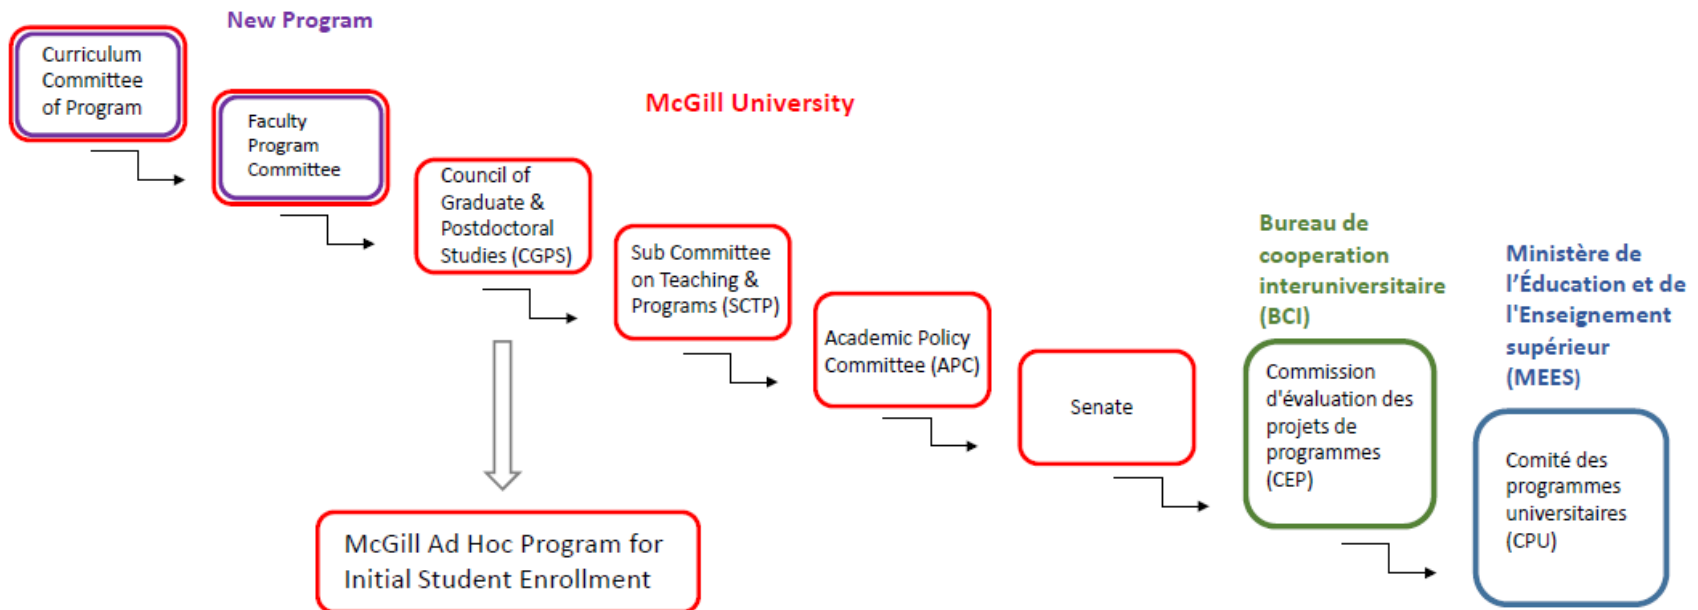 New Program
Curriculum
Committee
of Program
Faculty
Program
Committee
McGill University
Council of
Graduate &
Postdoctoral
Studies (CGPS)
Sub Committee
on Teaching &
Programs (SCTP)
Academic Policy
Committee (APC)
Senate
Bureau de
cooperation
interuniversitaire
(BCI)
Commission
d'évaluation des
projets de
programmes
(CEP)
Ministère de
l’Éducation et de
l'Enseignement
supérieur
(MEES)
Comité des
programmes
universitaires
(CPU)
McGill Ad Hoc Program for
Initial Student Enrollment